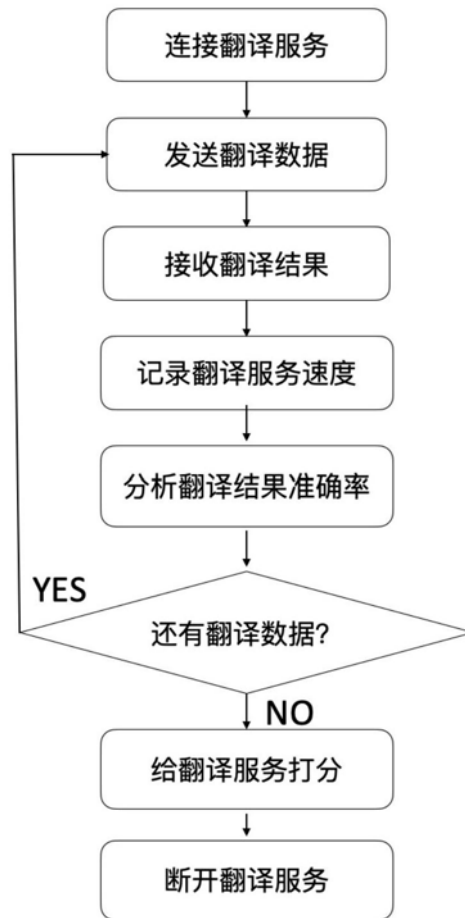 连接翻译服务
发送翻译数据
接收翻译结果
记录翻译服务速度
分析翻译结果准确率
YES
还有翻译数据?
NO
给翻译服务打分
断开翻译服务